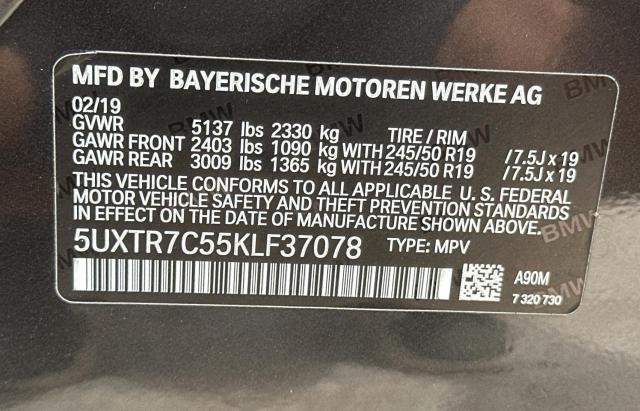 MFD BY BAYERISCHE MOTOREN WERKE AG
02/19
GVWR 5137 lbs 2330 kg TIRE / RIM
GAWR FRONT 2403 lbs 1090 kg WITH 245/50 R19 /7.5J x 19
GAWR REAR 3009 lbs 1365 kg WITH 245/50 R19 /7.5J x 19
THIS VEHICLE CONFORMS TO ALL APPLICABLE U. S. FEDERAL
MOTOR VEHICLE SAFETY AND THEFT PREVENTION STANDARDS
IN EFFECT ON THE DATE OF MANUFACTURE SHOWN ABOVE.
5UXTR7C55KLF37078 TYPE: MPV
A90M
7 320 730